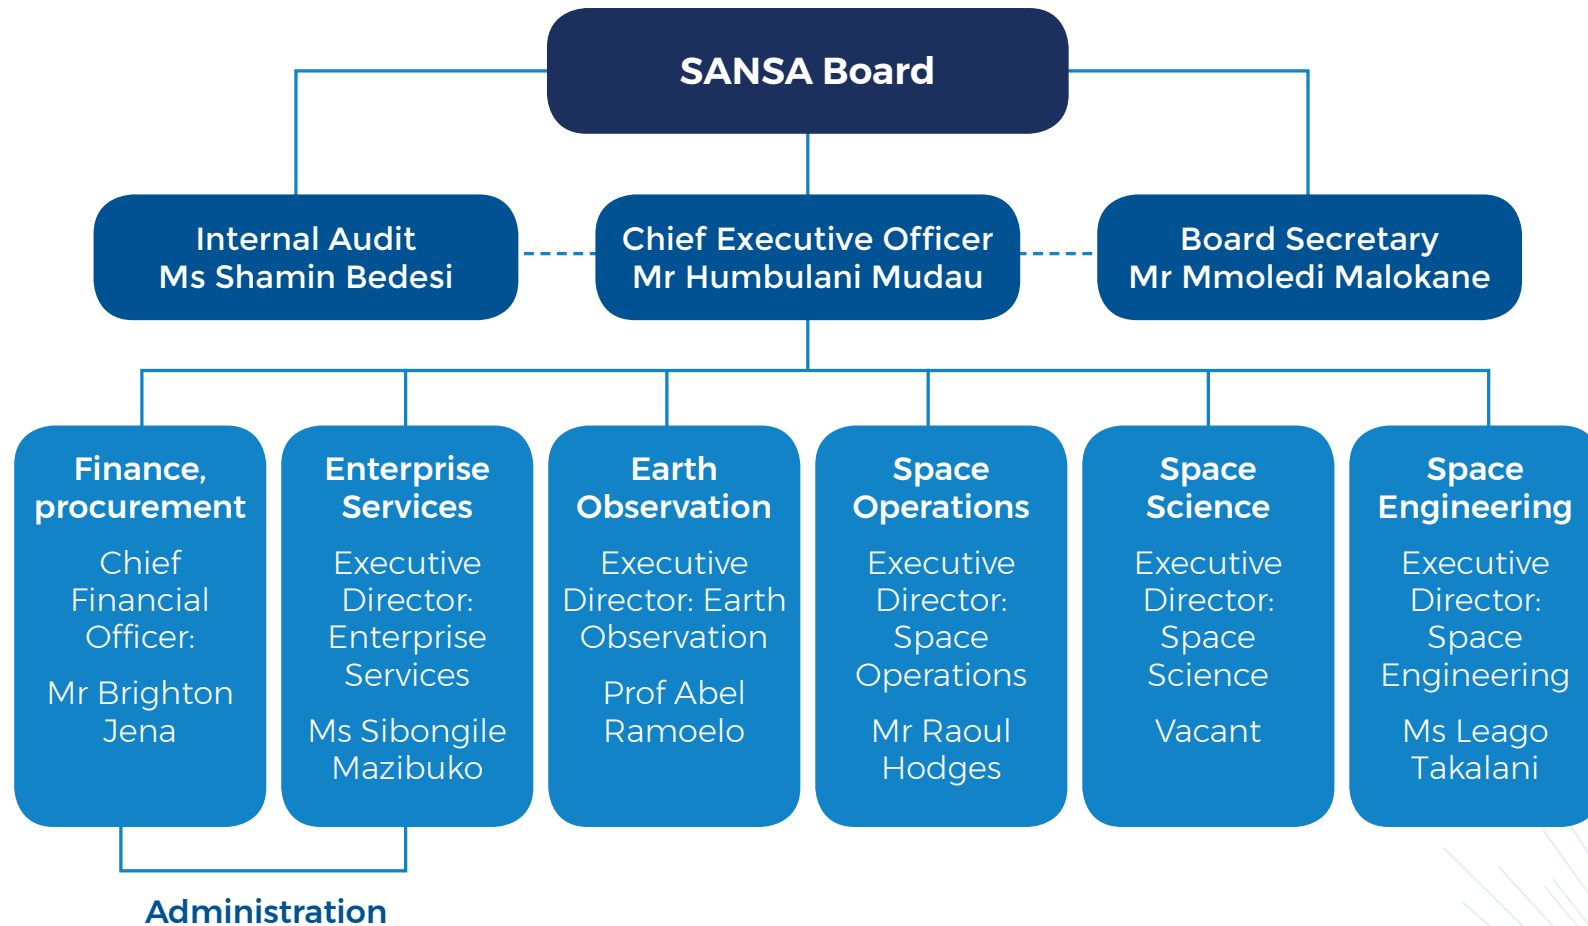 SANSA Board
Internal Audit
Ms Shamin Bedesi
Chief Executive Officer
Mr Humbulani Mudau
Board Secretary
Mr Mmoledi Malokane
Finance,
procurement
Chief
Financial
Officer:
Mr Brighton
Jena
Enterprise
Services
Executive
Director:
Enterprise
Services
Ms Sibongile
Mazibuko
Earth
Observation
Executive
Director: Earth
Observation
Prof Abel
Ramoelo
Space
Operations
Executive
Director:
Space
Operations
Mr Raoul
Hodges
Space
Science
Executive
Director:
Space
Science
Vacant
Space
Engineering
Executive
Director:
Space
Engineering
Ms Leago
Takalani
Administration